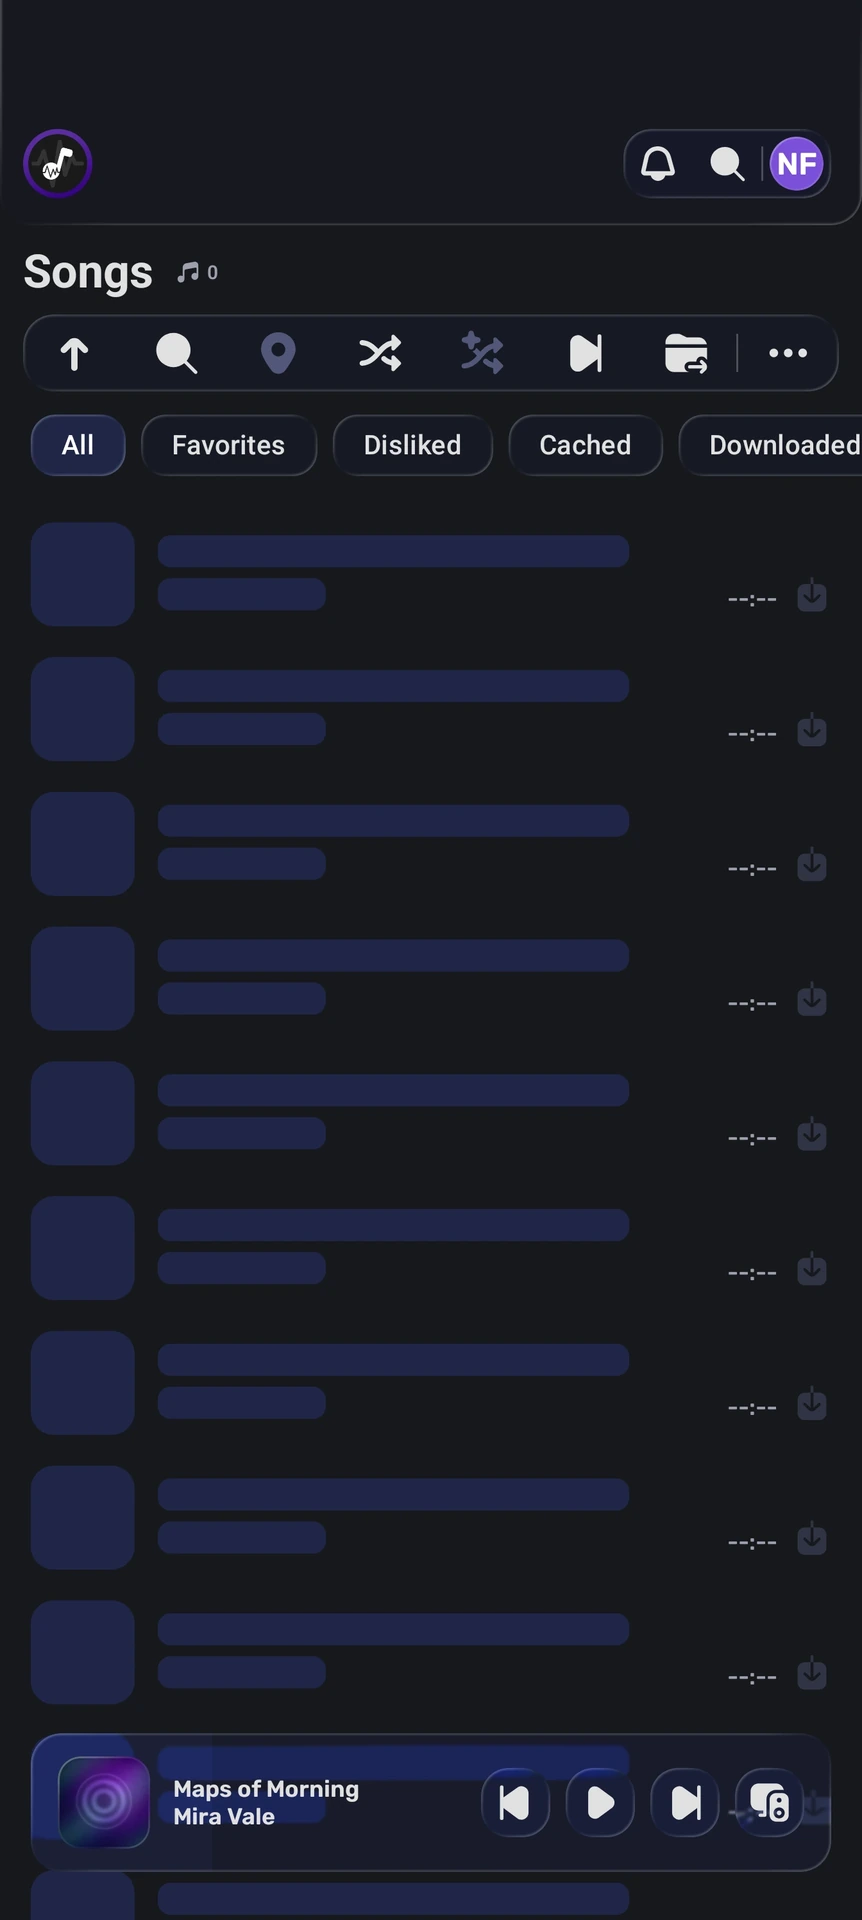 NF
Songs 0
All Favorites Disliked Cached Downloaded
--:--
--:--
--:--
--:--
--:--
--:--
--:--
--:--
--:--
Maps of Morning
Mira Vale